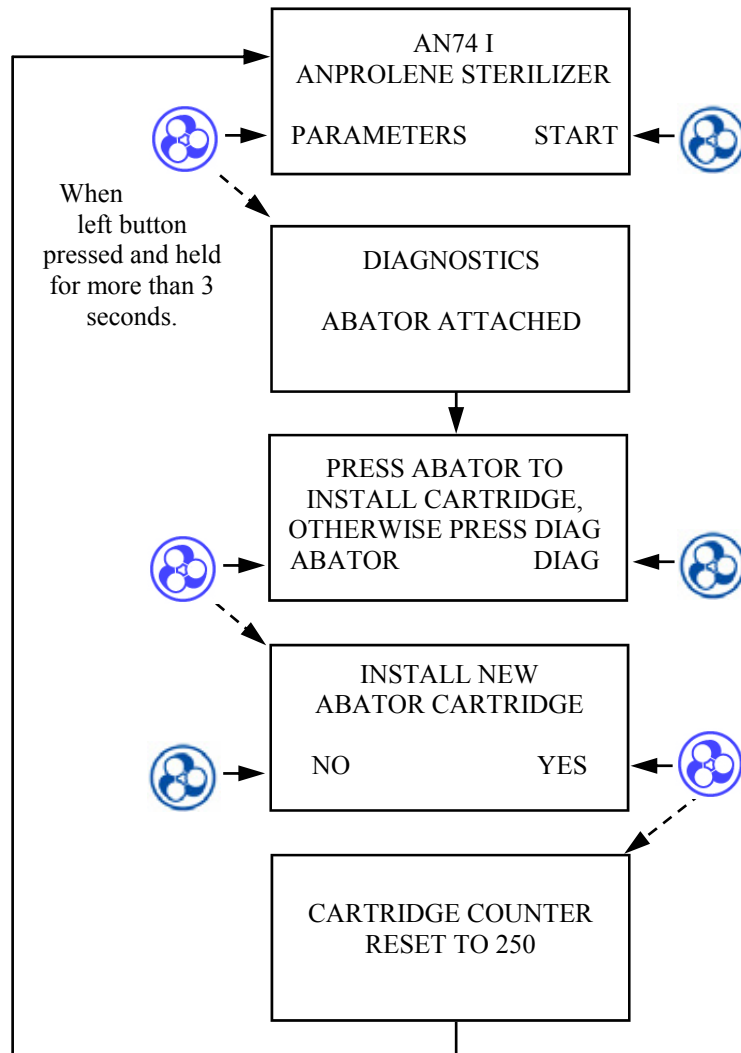 AN74 I
ANPROLENE STERILIZER
PARAMETERS START
When
left button
pressed and held
for more than 3
seconds.
DIAGNOSTICS
ABATOR ATTACHED
PRESS ABATOR TO
INSTALL CARTRIDGE,
OTHERWISE PRESS DIAG
ABATOR DIAG
INSTALL NEW
ABATOR CARTRIDGE
NO YES
CARTRIDGE COUNTER
RESET TO 250